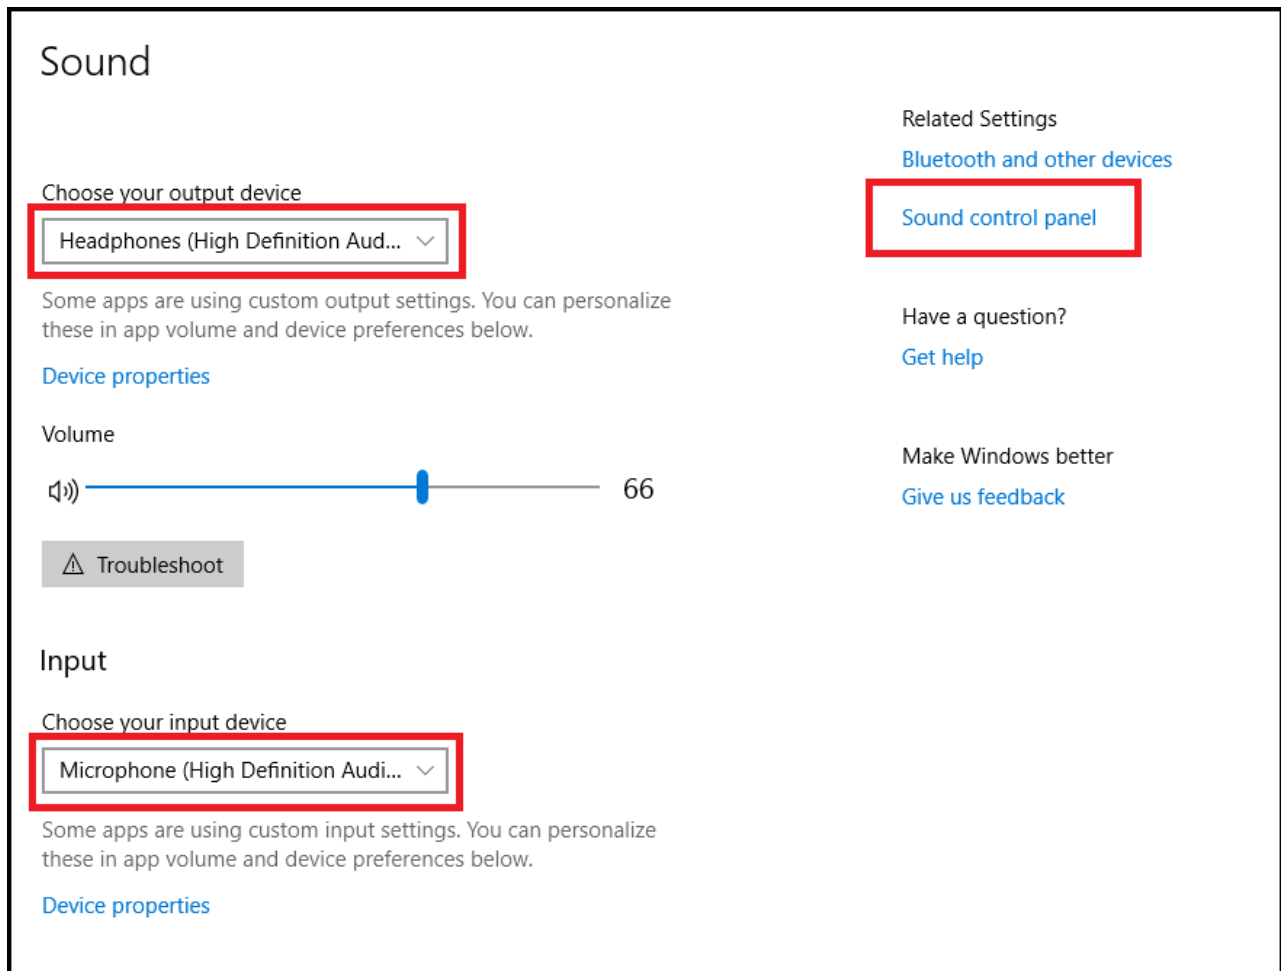 Sound
Choose your output device
Headphones (High Definition Aud...
Some apps are using custom output settings. You can personalize
these in app volume and device preferences below.
Device properties
Volume
66
Troubleshoot
Input
Choose your input device
Microphone (High Definition Audi...
Some apps are using custom input settings. You can personalize
these in app volume and device preferences below.
Device properties
Related Settings
Bluetooth and other devices
Sound control panel
Have a question?
Get help
Make Windows better
Give us feedback